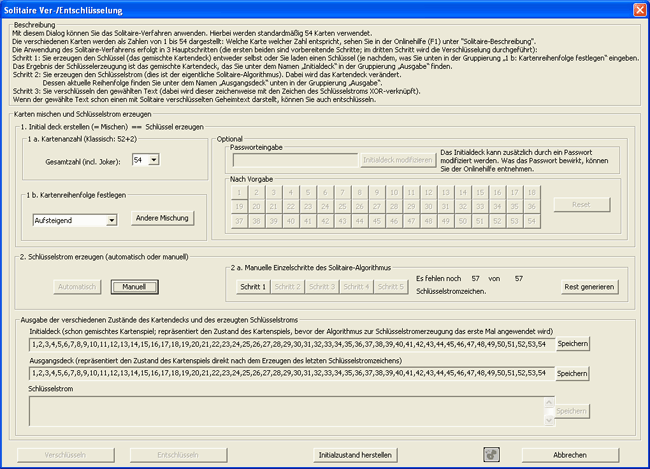 Solitaire Ver-/Entschlüsselung
Beschreibung
Mit diesem Dialog können Sie das Solitaire-Verfahren anwenden. Hierbei werden standardmäßig 54 Karten verwendet.
Die verschiedenen Karten werden als Zahlen von 1 bis 54 dargestellt: Welche Karte welcher Zahl entspricht, sehen Sie in der Onlinehilfe (F1) unter "Solitaire-Beschreibung".
Die Anwendung des Solitaire-Verfahrens erfolgt in 3 Hauptschritten (die ersten beiden sind vorbereitende Schritte; im dritten Schritt wird die Verschlüsselung durchgeführt):
Schritt 1: Sie erzeugen den Schlüssel (das gemischte Kartendeck) entweder selbst oder Sie laden einen Schlüssel (je nachdem, was Sie unten in der Gruppierung „1 b: Kartenreihenfolge festlegen" eingeben.
Das Ergebnis der Schlüsselerzeugung ist das gemischte Kartendeck, das Sie unter dem Namen „Initialdeck" in der Gruppierung „Ausgabe" finden.
Schritt 2: Sie erzeugen den Schlüsselstrom (dies ist der eigentliche Solitaire-Algorithmus). Dabei wird das Kartendeck verändert.
Dessen aktuelle Reihenfolge finden Sie unter dem Namen „Ausgangsdeck" unten in der Gruppierung „Ausgabe".
Schritt 3: Sie verschlüsseln den gewählten Text (dabei wird dieser zeichenweise mit den Zeichen des Schlüsselstroms XOR-verknüpft).
Wenn der gewählte Text schon einen mit Solitaire verschlüsselten Geheimtext darstellt, können Sie auch entschlüsseln.
Karten mischen und Schlüsselstrom erzeugen
1. Initial deck erstellen (= Mischen) == Schlüssel erzeugen
1 a. Kartenanzahl (Klassisch: 52+2)
Gesamtzahl (incl. Joker): 54
1 b. Kartenreihenfolge festlegen
Aufsteigend Andere Mischung
Optional
Passworteingabe
Initialdeck modifizieren
Das Initialdeck kann zusätzlich durch ein Passwort
modifiziert werden. Was das Passwort bewirkt, können
Sie der Onlinehilfe entnehmen.
Nach Vorgabe
1 2 3 4 5 6 7 8 9 10 11 12 13 14 15 16 17 18
19 20 21 22 23 24 25 26 27 28 29 30 31 32 33 34 35 36
37 38 39 40 41 42 43 44 45 46 47 48 49 50 51 52 53 54
Reset
2. Schlüsselstrom erzeugen (automatisch oder manuell)
Automatisch Manuell
2 a. Manuelle Einzelschritte des Solitaire-Algorithmus
Schritt 1 Schritt 2 Schritt 3 Schritt 4 Schritt 5
Es fehlen noch 57 von 57
Schlüsselstromzeichen.
Rest generieren
Ausgabe der verschiedenen Zustände des Kartendecks und des erzeugten Schlüsselstroms
Initialdeck (schon gemischtes Kartenspiel; repräsentiert den Zustand des Kartenspiels, bevor der Algorithmus zur Schlüsselstromerzeugung das erste Mal angewendet wird)
1,2,3,4,5,6,7,8,9,10,11,12,13,14,15,16,17,18,19,20,21,22,23,24,25,26,27,28,29,30,31,32,33,34,35,36,37,38,39,40,41,42,43,44,45,46,47,48,49,50,51,52,53,54 Speichern
Ausgangsdeck (repräsentiert den Zustand des Kartenspiels direkt nach dem Erzeugen des letzten Schlüsselstromzeichens)
1,2,3,4,5,6,7,8,9,10,11,12,13,14,15,16,17,18,19,20,21,22,23,24,25,26,27,28,29,30,31,32,33,34,35,36,37,38,39,40,41,42,43,44,45,46,47,48,49,50,51,52,53,54 Speichern
Schlüsselstrom
Speichern
Verschlüsseln Entschlüsseln Initialzustand herstellen Abbrechen